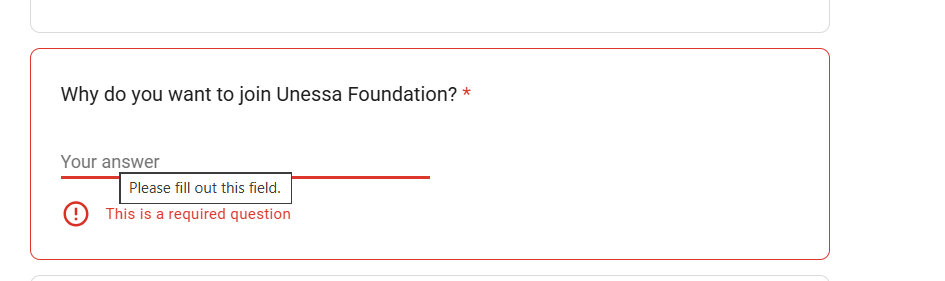 Why do you want to join Unessa Foundation? *
Your answer
Please fill out this field.
This is a required question